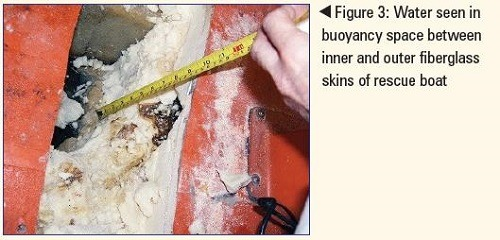 ◀ Figure 3: Water seen in
buoyancy space between
inner and outer fiberglass
skins of rescue boat